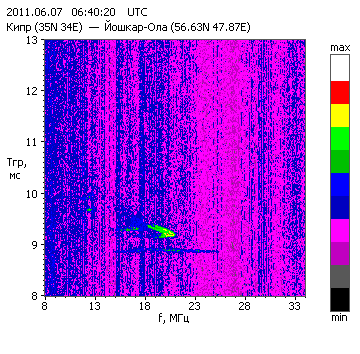 2011.06.07 06:40:20 UTC
Кипр (35N 34E) — Йошкар-Ола (56.63N 47.87E)
max
13
12
11
Тгр,
мс
10
9
8
8 13 18 23 28 33
min
f, МГц